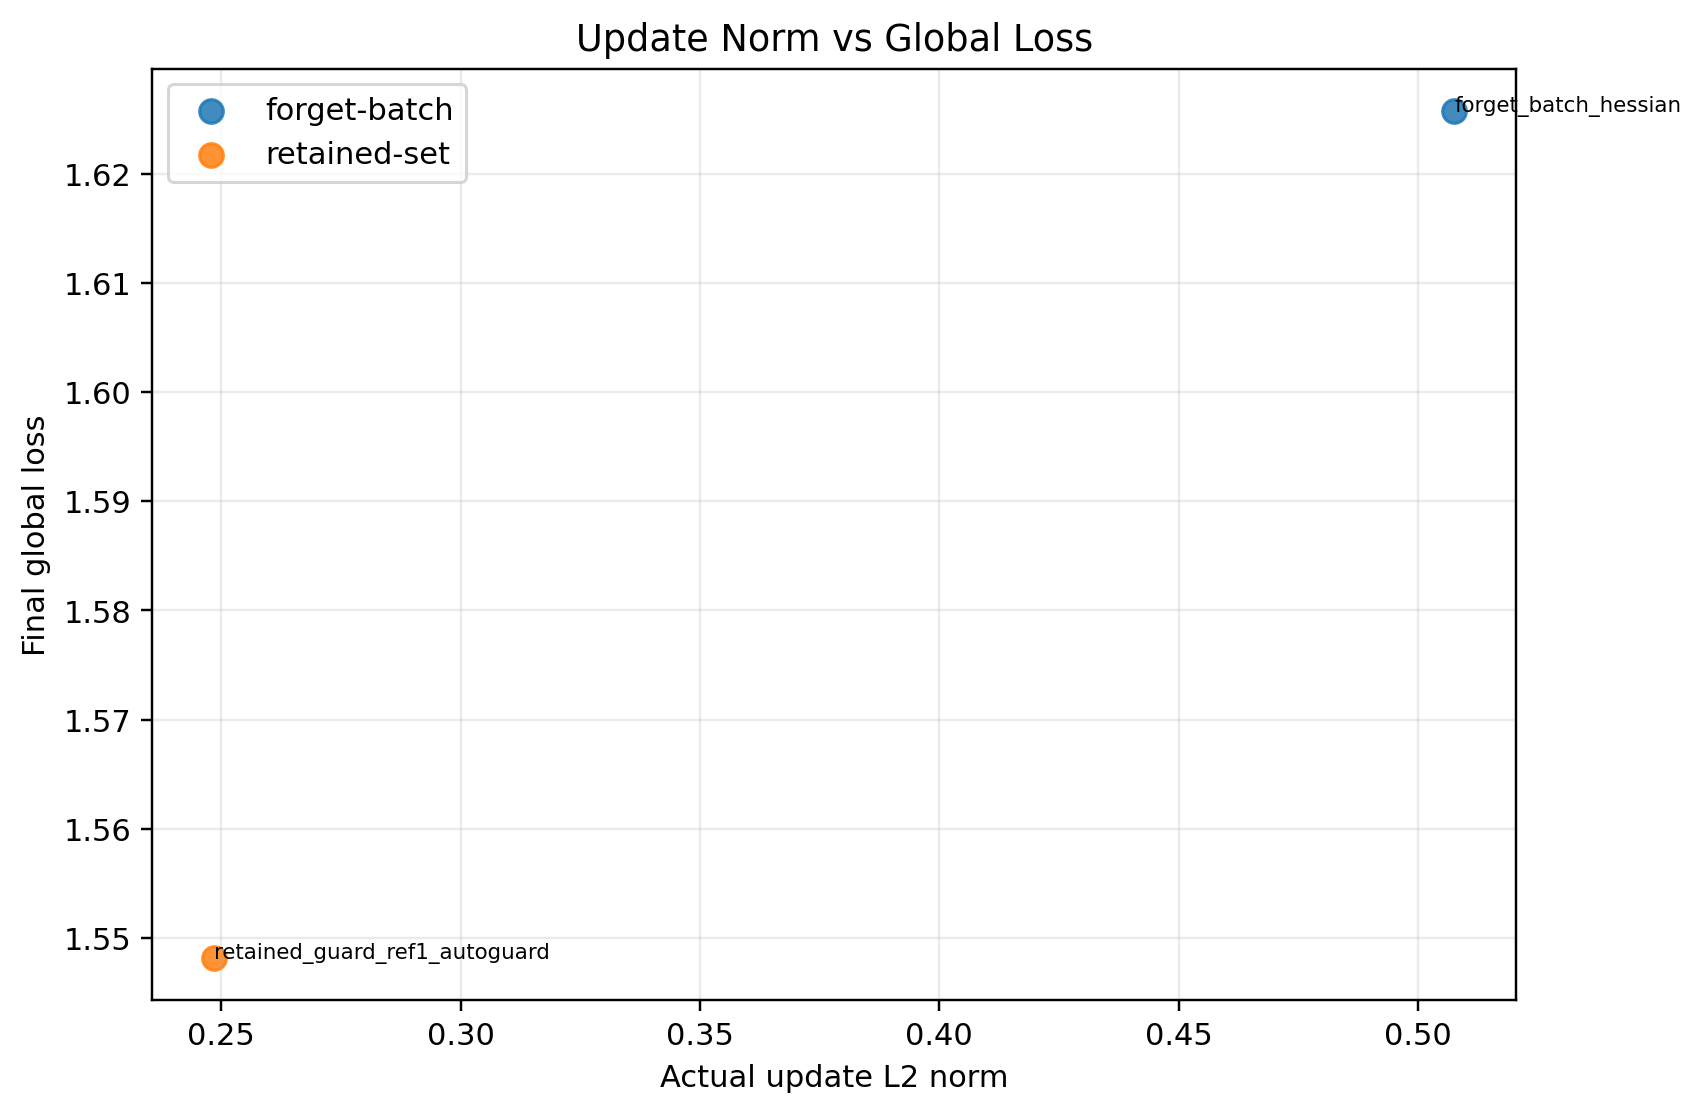 Update Norm vs Global Loss
forget-batch
retained-set
forget_batch_hessian
1.62
1.61
1.60
1.59
1.58
1.57
1.56
1.55
Final global loss
retained_guard_ref1_autoguard
0.25 0.30 0.35 0.40 0.45 0.50
Actual update L2 norm